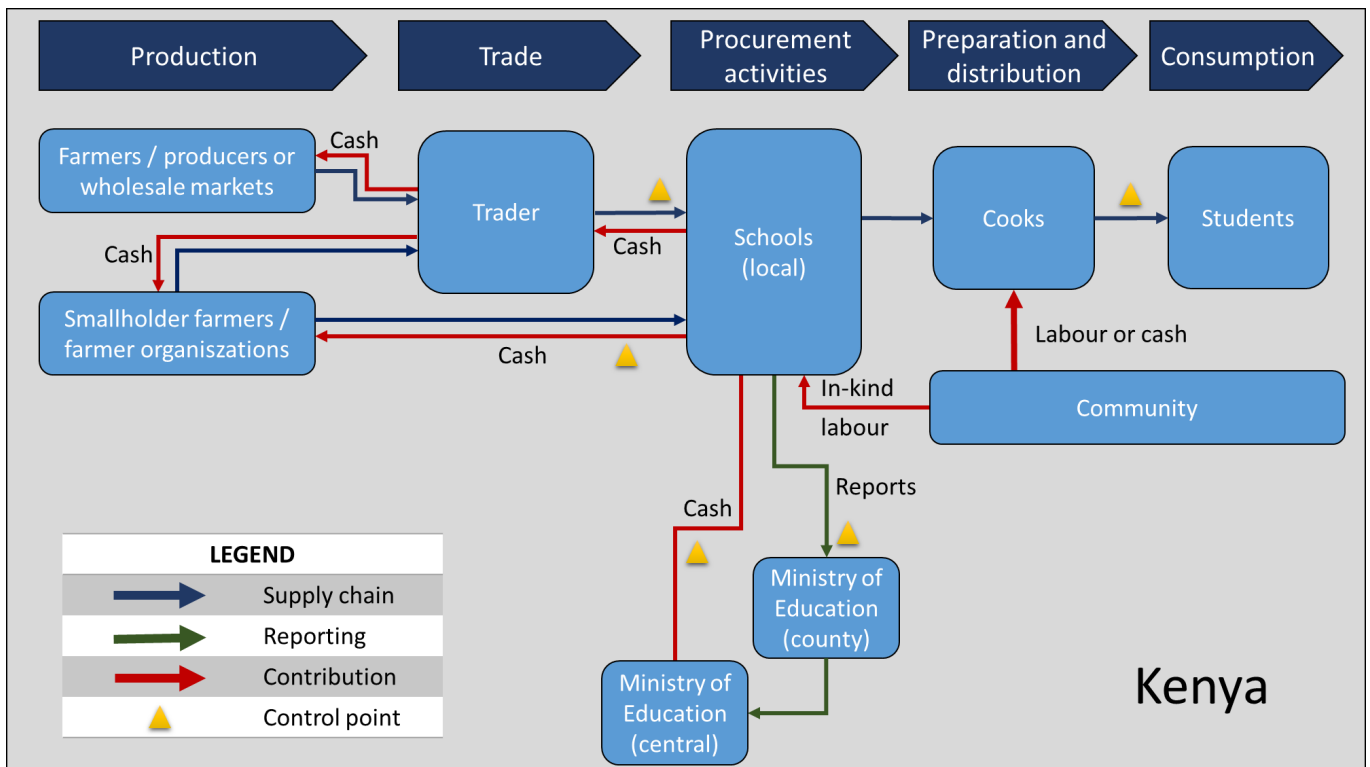 Production
Trade
Procurement
activities
Preparation and
distribution
Consumption
Cash
Farmers / producers or
wholesale markets
Trader
Cash
Schools
(local)
Cooks
Students
Cash
Smallholder farmers /
farmer organiszations
Cash
Labour or cash
In-kind
labour
Community
Reports
Cash
LEGEND
Supply chain
Reporting
Contribution
Control point
Ministry of
Education
(county)
Ministry of
Education
(central)
Kenya